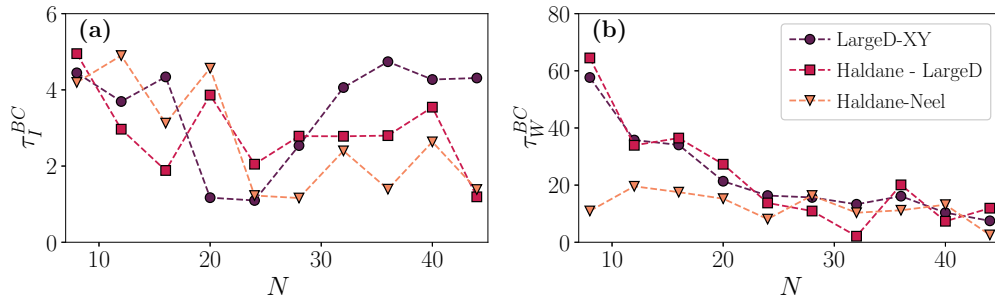 (a)
6
4
2
0
τ_I^{BC}
10
20
30
40
N
(b)
80
60
40
20
0
τ_W^{BC}
LargeD-XY
Haldane - LargeD
Haldane-Neel
10
20
30
40
N